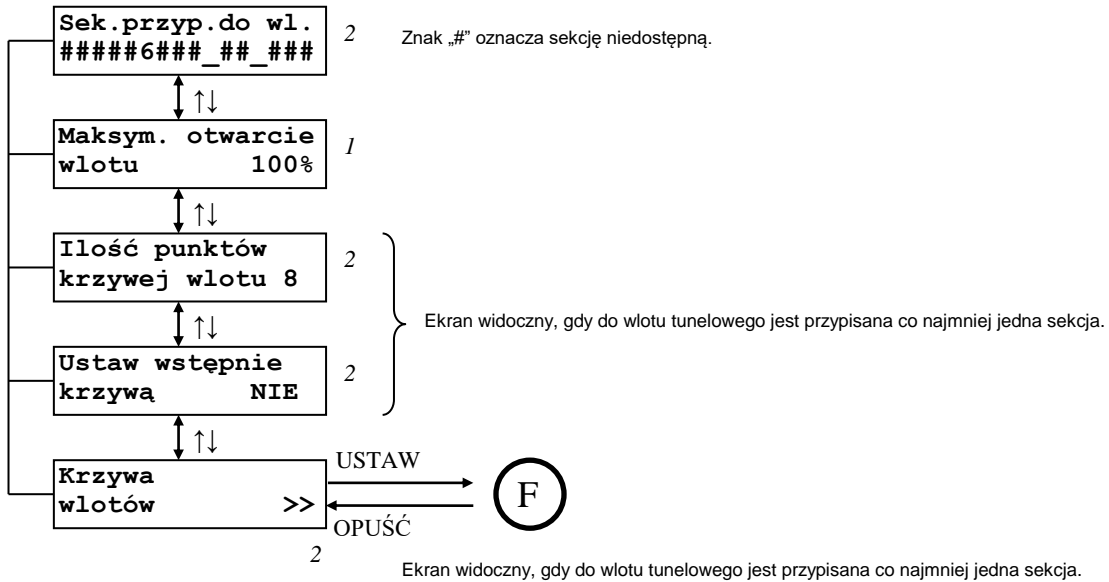 Sek.przyp.do wl.
#####6###_##_###
2
Znak „#” oznacza sekcję niedostępną.
↑↓
Maksym. otwarcie
wlotu 100%
1
↑↓
Ilość punktów
krzywej wlotu 8
2
Ekran widoczny, gdy do wlotu tunelowego jest przypisana co najmniej jedna sekcja.
↑↓
Ustaw wstępnie
krzywą NIE
2
↑↓
Krzywa
wlotów >>
USTAW
F
OPUŚĆ
2
Ekran widoczny, gdy do wlotu tunelowego jest przypisana co najmniej jedna sekcja.